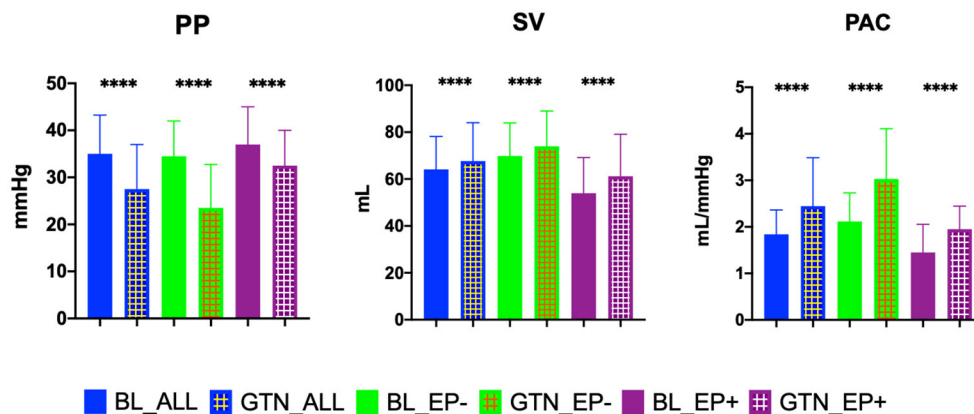 PP
SV
PAC
50
40
30
20
10
0
mmHg
**** **** ****
100
80
60
40
20
0
mL
**** **** ****
5
4
3
2
1
0
mL/mmHg
**** **** ****
BL_ALL GTN_ALL BL_EP- GTN_EP- BL_EP+ GTN_EP+